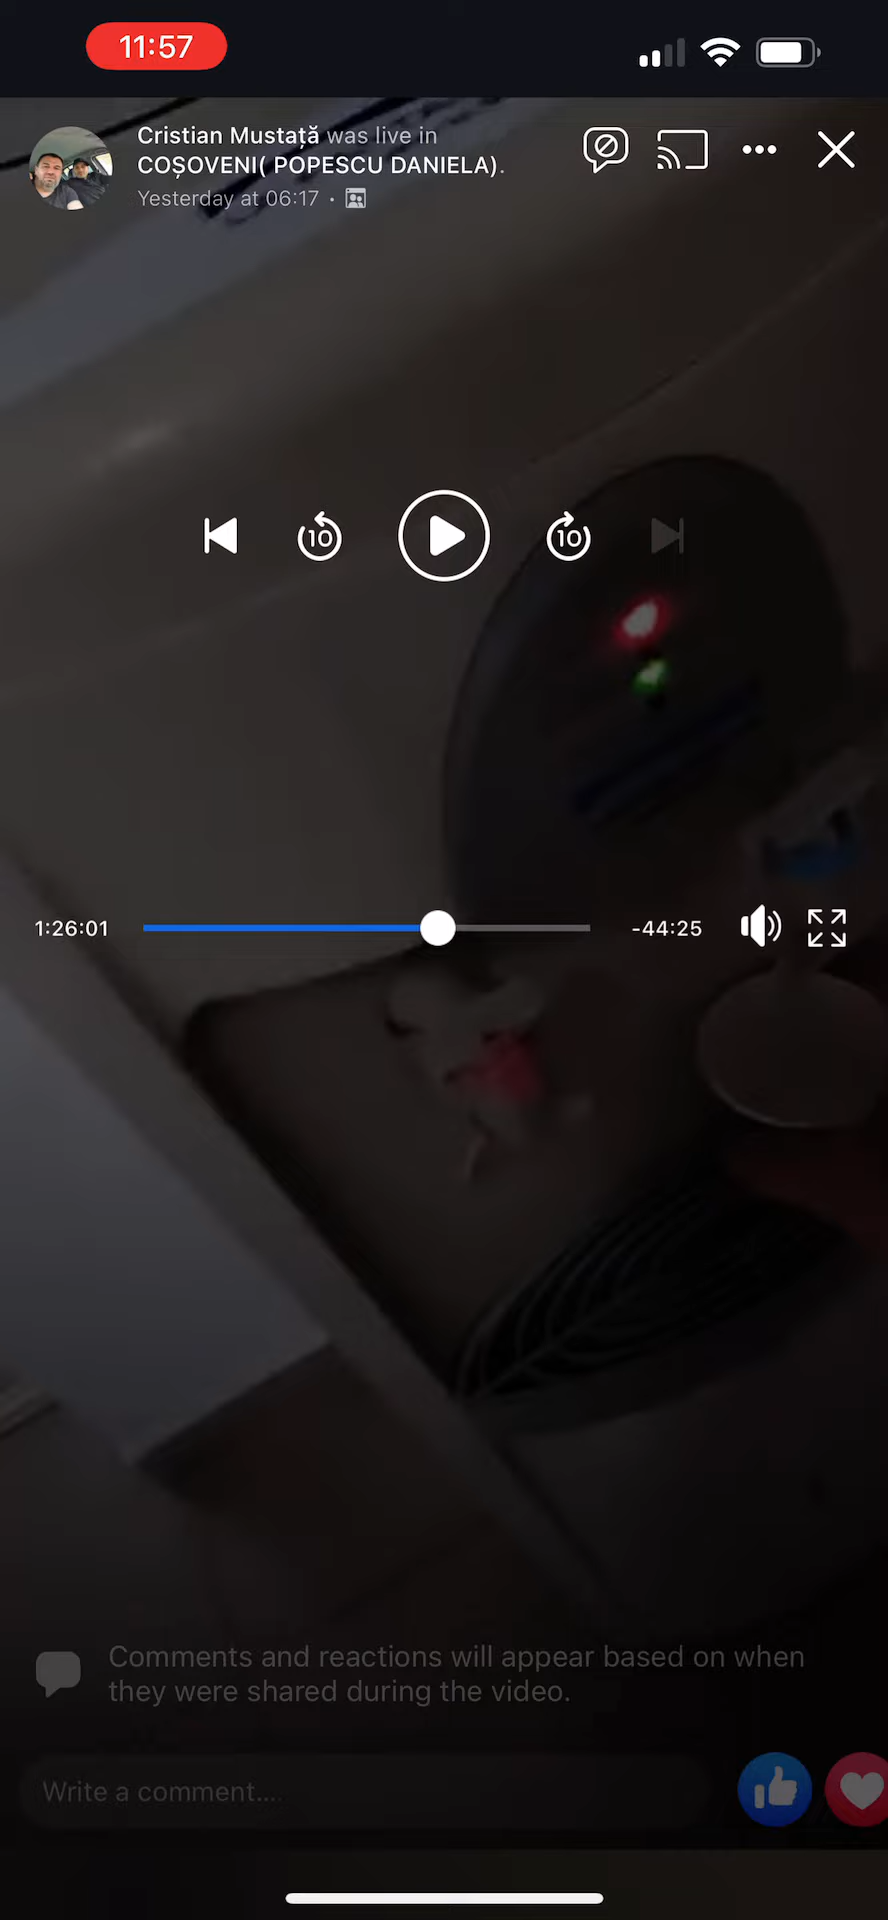 11:57
Cristian Mustață was live in
COȘOVENI( POPESCU DANIELA).
Yesterday at 06:17 ·
10
10
1:26:01
-44:25
Comments and reactions will appear based on when
they were shared during the video.
Write a comment....